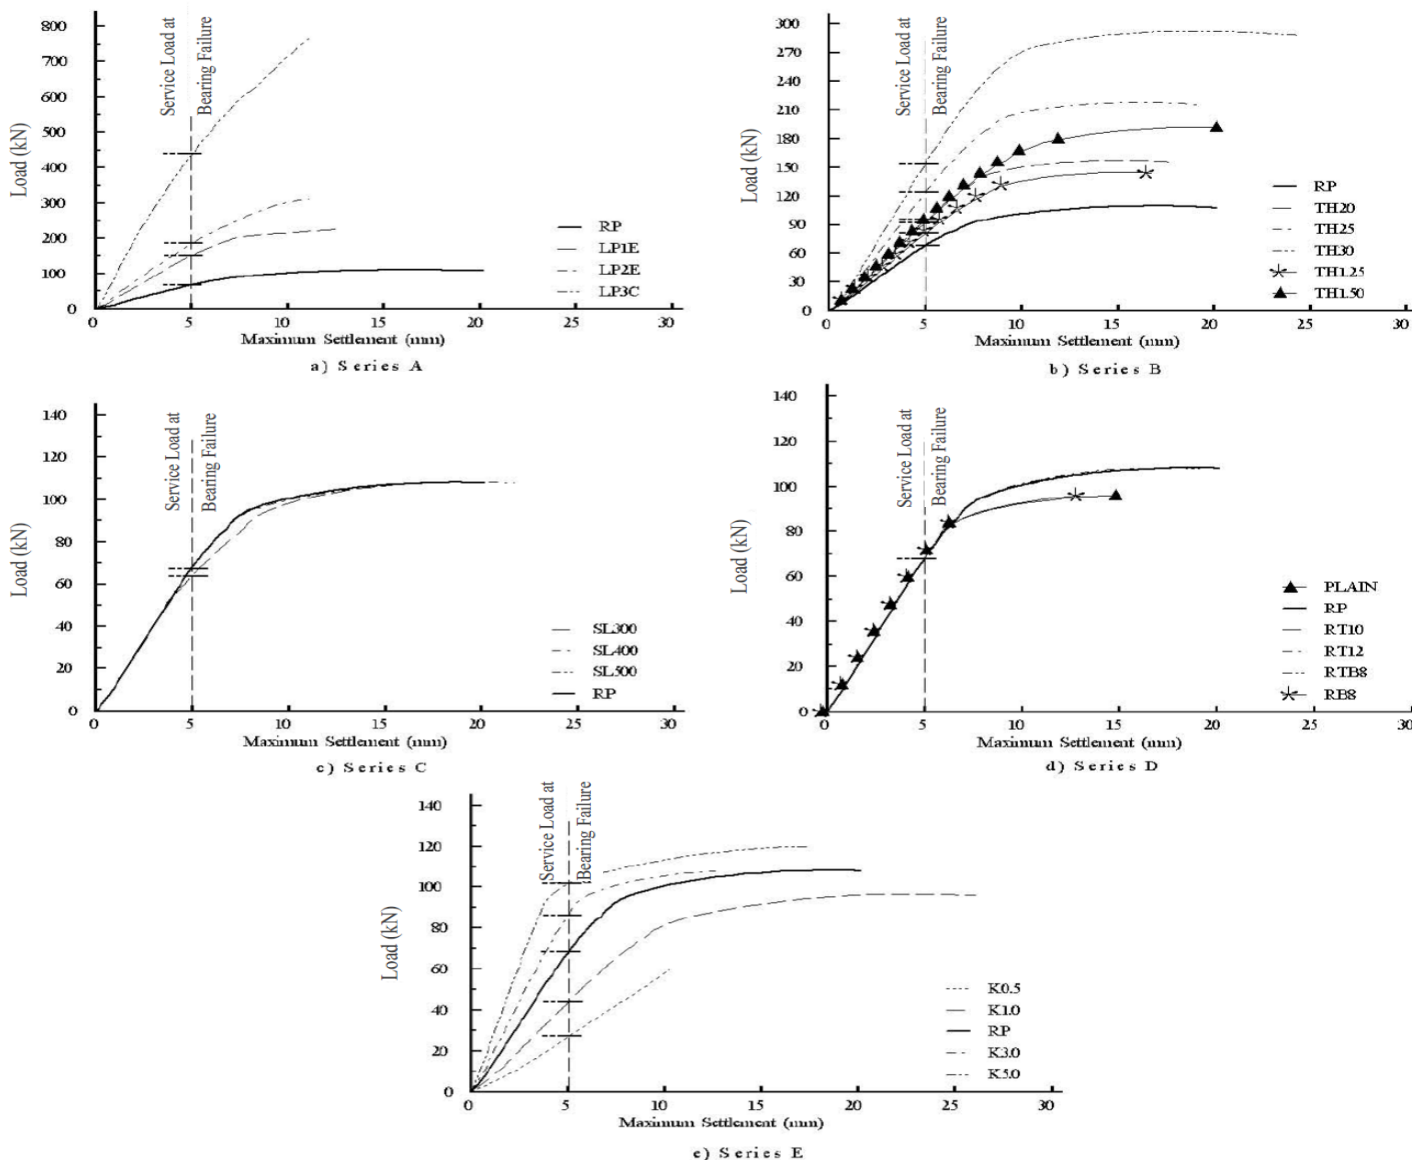 800
700
600
500
400
300
200
100
0
Load (kN)
Service Load at
Bearing Failure
RP
LP1E
LP2E
LP3C
0 5 10 15 20 25 30
Maximum Settlement (mm)
a) Series A
300
270
240
210
180
150
120
90
60
30
0
Load (kN)
Service Load at
Bearing Failure
RP
TH20
TH25
TH30
TH1.25
TH1.50
0 5 10 15 20 25 30
Maximum Settlement (mm)
b) Series B
140
120
100
80
60
40
20
0
Load (kN)
Service Load at
Bearing Failure
SL300
SL400
SL500
RP
0 5 10 15 20 25 30
Maximum Settlement (mm)
c) Series C
140
120
100
80
60
40
20
0
Load (kN)
Service Load at
Bearing Failure
PLAIN
RP
RT10
RT12
RTB8
RB8
0 5 10 15 20 25 30
Maximum Settlement (mm)
d) Series D
140
120
100
80
60
40
20
0
Load (kN)
Service Load at
Bearing Failure
K0.5
K1.0
RP
K3.0
K5.0
0 5 10 15 20 25 30
Maximum Settlement (mm)
e) Series E